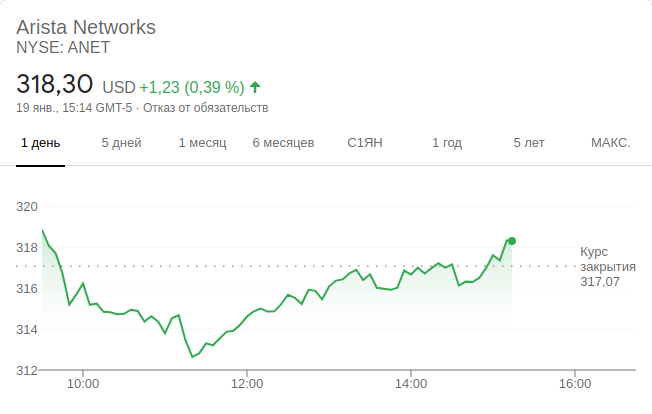 Arista Networks
NYSE: ANET
318,30 USD +1,23 (0,39 %)
19 янв., 15:14 GMT-5 · Отказ от обязательств
1 день 5 дней 1 месяц 6 месяцев С1ЯН 1 год 5 лет МАКС.
320
318
316
314
312
Курс
закрытия
317,07
10:00 12:00 14:00 16:00